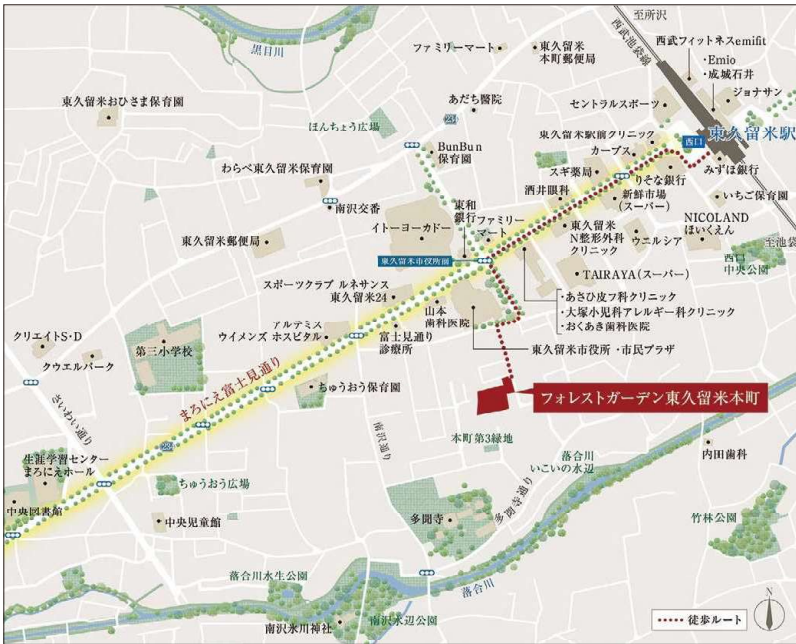 至所沢
西武池袋線
西武フィットネスemifit
・Emio
・成城石井
ジョナサン
黒目川
ファミリーマート
東久留米
本町郵便局
あだち醫院
セントラルスポーツ
東久留米駅
西口
東久留米おひさま保育園
ほんちょう広場
東久留米駅前クリニック
カーブス
みずほ銀行
BunBun
保育園
スギ薬局
りそな銀行
いちご保育園
わらべ東久留米保育園
酒井眼科
新鮮市場
(スーパー)
南沢交番
東和
銀行
ファミリー
マート
イトーヨーカドー
東久留米
N整形外科
クリニック
ウエルシア
NICOLAND
ほいくえん
至池袋
東久留米郵便局
東久留米市役所前
西口
中央公園
TAIRAYA(スーパー)
スポーツクラブ ルネサンス
東久留米24
・あさひ皮フ科クリニック
・大塚小児科アレルギー科クリニック
・おくあき歯科医院
山本
歯科医院
アルテミス
ウイメンズ ホスピタル
富士見通り
診療所
東久留米市役所・市民プラザ
クリエイトS・D
クウエルパーク
第三小学校
まろにえ富士見通り
ちゅうおう保育園
フォレストガーデン東久留米本町
さいわい通り
南沢通り
本町第3緑地
落合川
いこいの水辺
内田歯科
生涯学習センター
まろにえホール
ちゅうおう広場
中央図書館
中央児童館
多聞寺
多聞寺通り
竹林公園
落合川水生公園
落合川
南沢氷川神社
南沢水辺公園
徒歩ルート
N